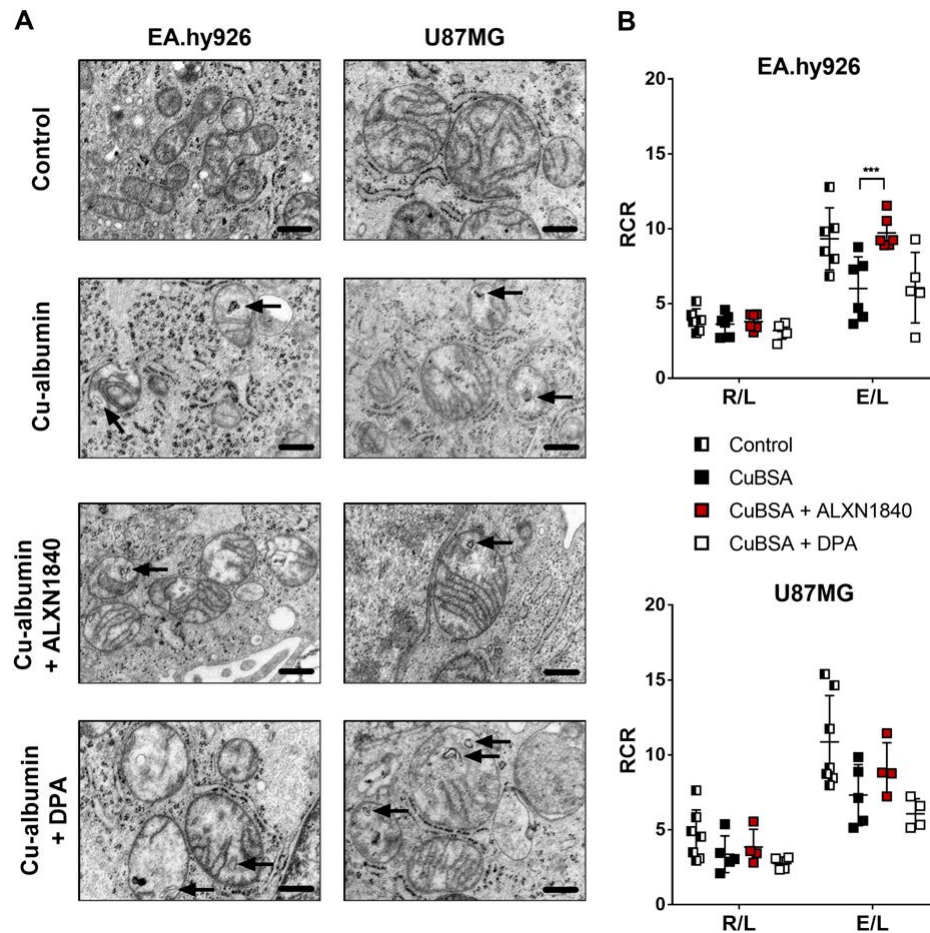 A
EA.hy926
U87MG
Control
Cu-albumin
Cu-albumin
+ ALXN1840
Cu-albumin
+ DPA
B
EA.hy926
20
15
10
5
0
RCR
***
R/L
E/L
Control
CuBSA
CuBSA + ALXN1840
CuBSA + DPA
U87MG
20
15
10
5
0
RCR
R/L
E/L